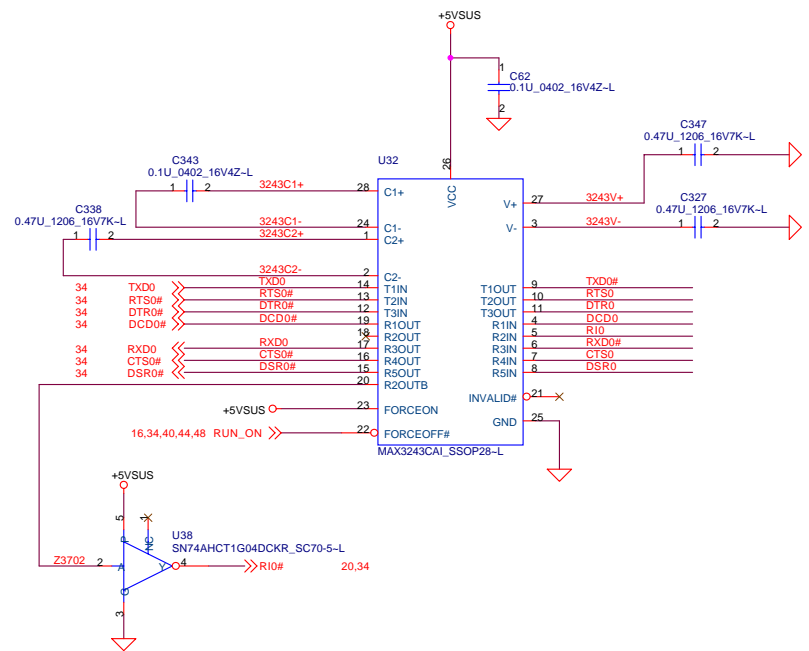 +5VSUS
1
C62
0.1U_0402_16V4Z~L
2
C347
0.47U_1206_16V7K~L
1 2
C343
0.1U_0402_16V4Z~L
1 2
3243C1+
U32
26
VCC
28 C1+
V+ 27 3243V+
C327
0.47U_1206_16V7K~L
1 2
C338
0.47U_1206_16V7K~L
1 2
3243C1-
24 C1-
V- 3 3243V-
3243C2+
1 C2+
3243C2-
2 C2-
34 TXD0 TXD0 14 T1IN T1OUT 9 TXD0#
34 RTS0# RTS0# 13 T2IN T2OUT 10 RTS0
34 DTR0# DTR0# 12 T3IN T3OUT 11 DTR0
34 DCD0# DCD0# 19 R1OUT R1IN 4 DCD0
18 R2OUT R2IN 5 RI0
34 RXD0 RXD0 17 R3OUT R3IN 6 RXD0#
34 CTS0# CTS0# 16 R4OUT R4IN 7 CTS0
34 DSR0# DSR0# 15 R5OUT R5IN 8 DSR0
20 R2OUTB
INVALID# 21
+5VSUS 23 FORCEON
GND 25
16,34,40,44,48 RUN_ON 22 FORCEOFF#
MAX3243CAI_SSOP28~L
+5VSUS
5 1
P NC
U38
SN74AHCT1G04DCKR_SC70-5~L
Z3702 2 A Y 4 RI0# 20,34
G
3